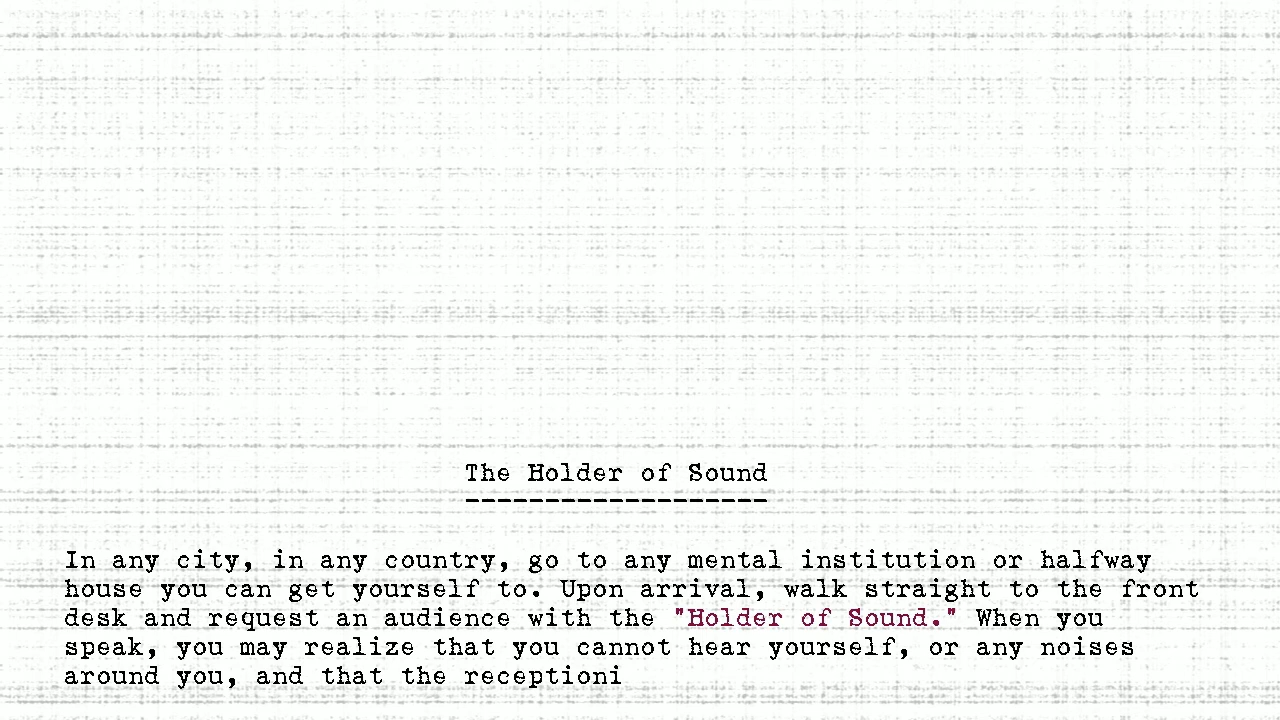 The Holder of Sound
-------------------
In any city, in any country, go to any mental institution or halfway
house you can get yourself to. Upon arrival, walk straight to the front
desk and request an audience with the "Holder of Sound." When you
speak, you may realize that you cannot hear yourself, or any noises
around you, and that the receptioni